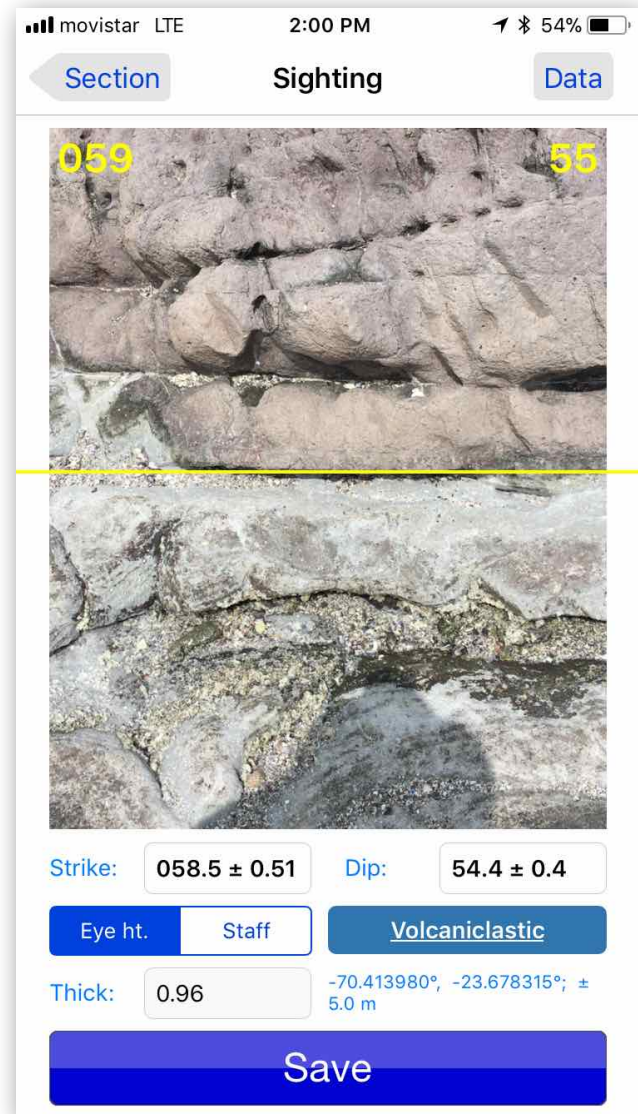 movistar LTE 2:00 PM 54%
Section Sighting Data
059 55
Strike: 058.5 ± 0.51 Dip: 54.4 ± 0.4
Eye ht. Staff Volcaniclastic
Thick: 0.96 -70.413980°, -23.678315°; ±
5.0 m
Save